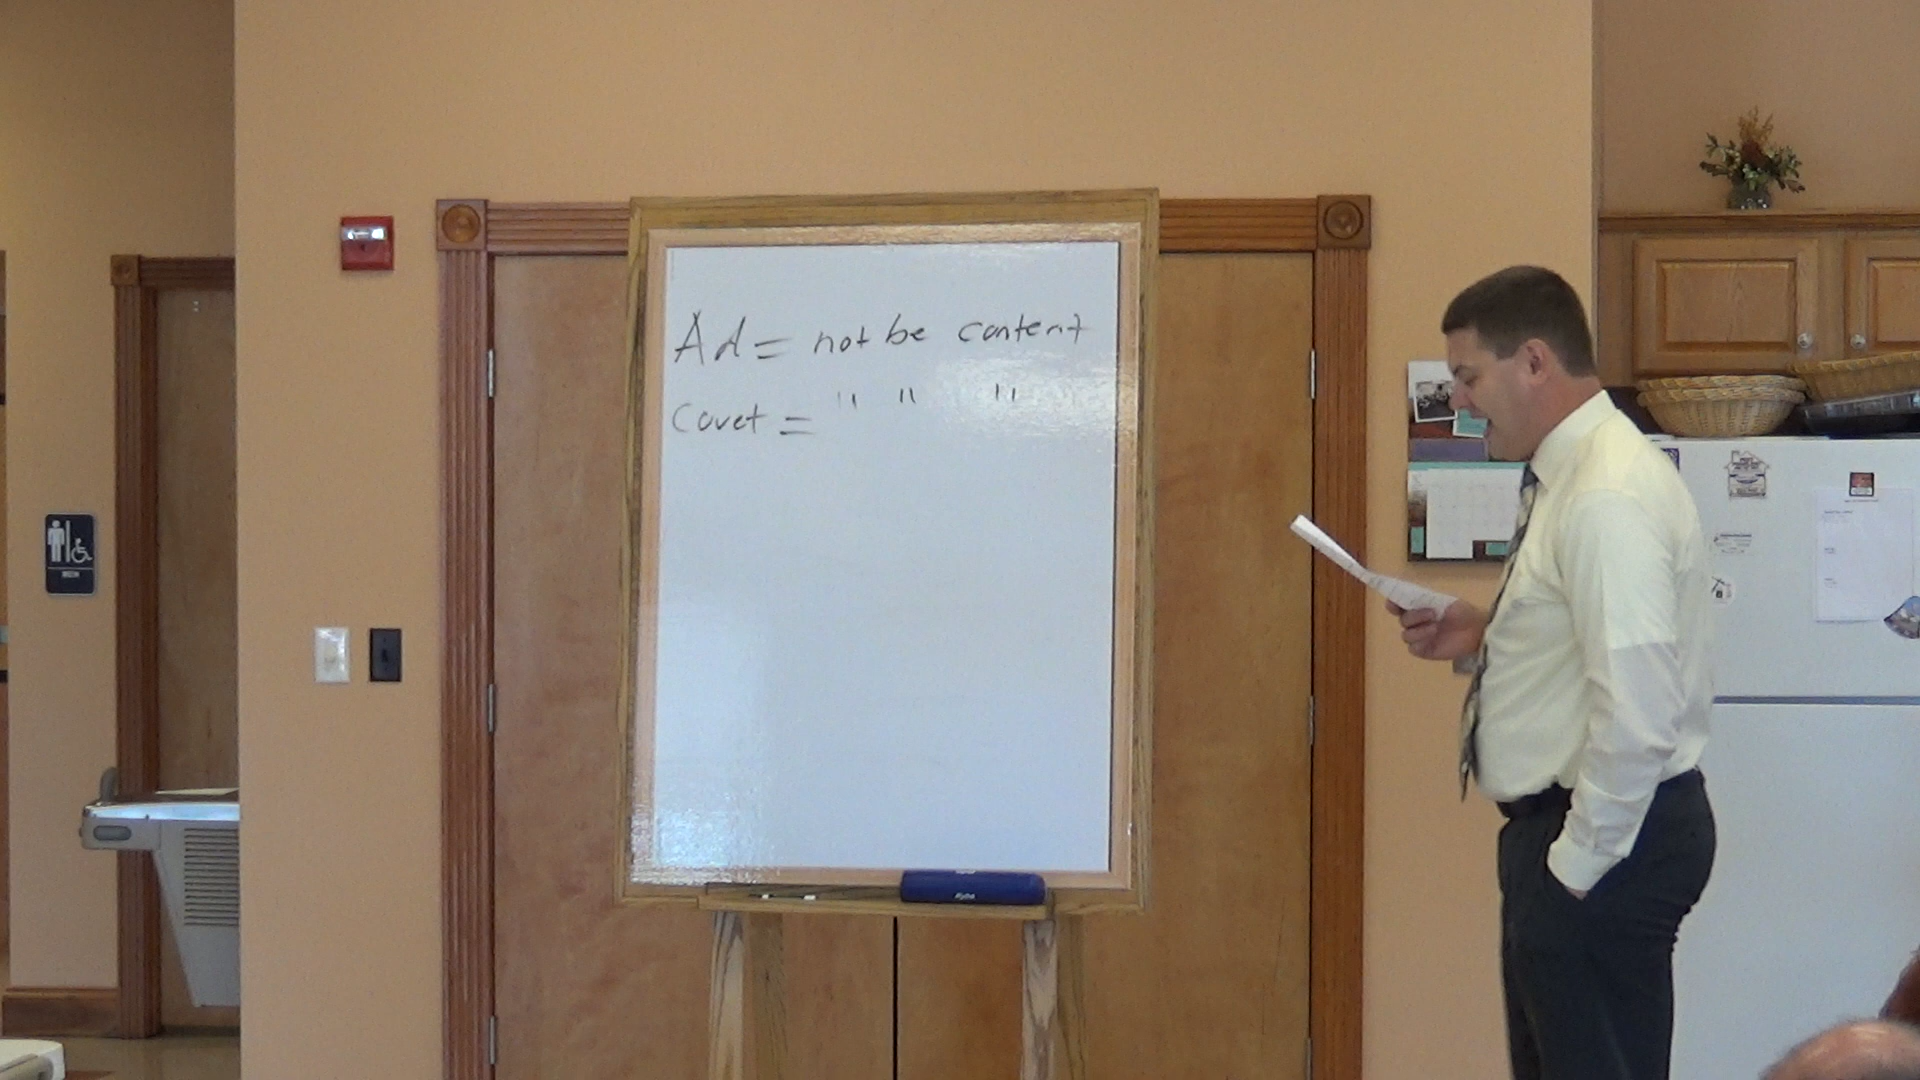 Ad = not be content
Covet = " " "